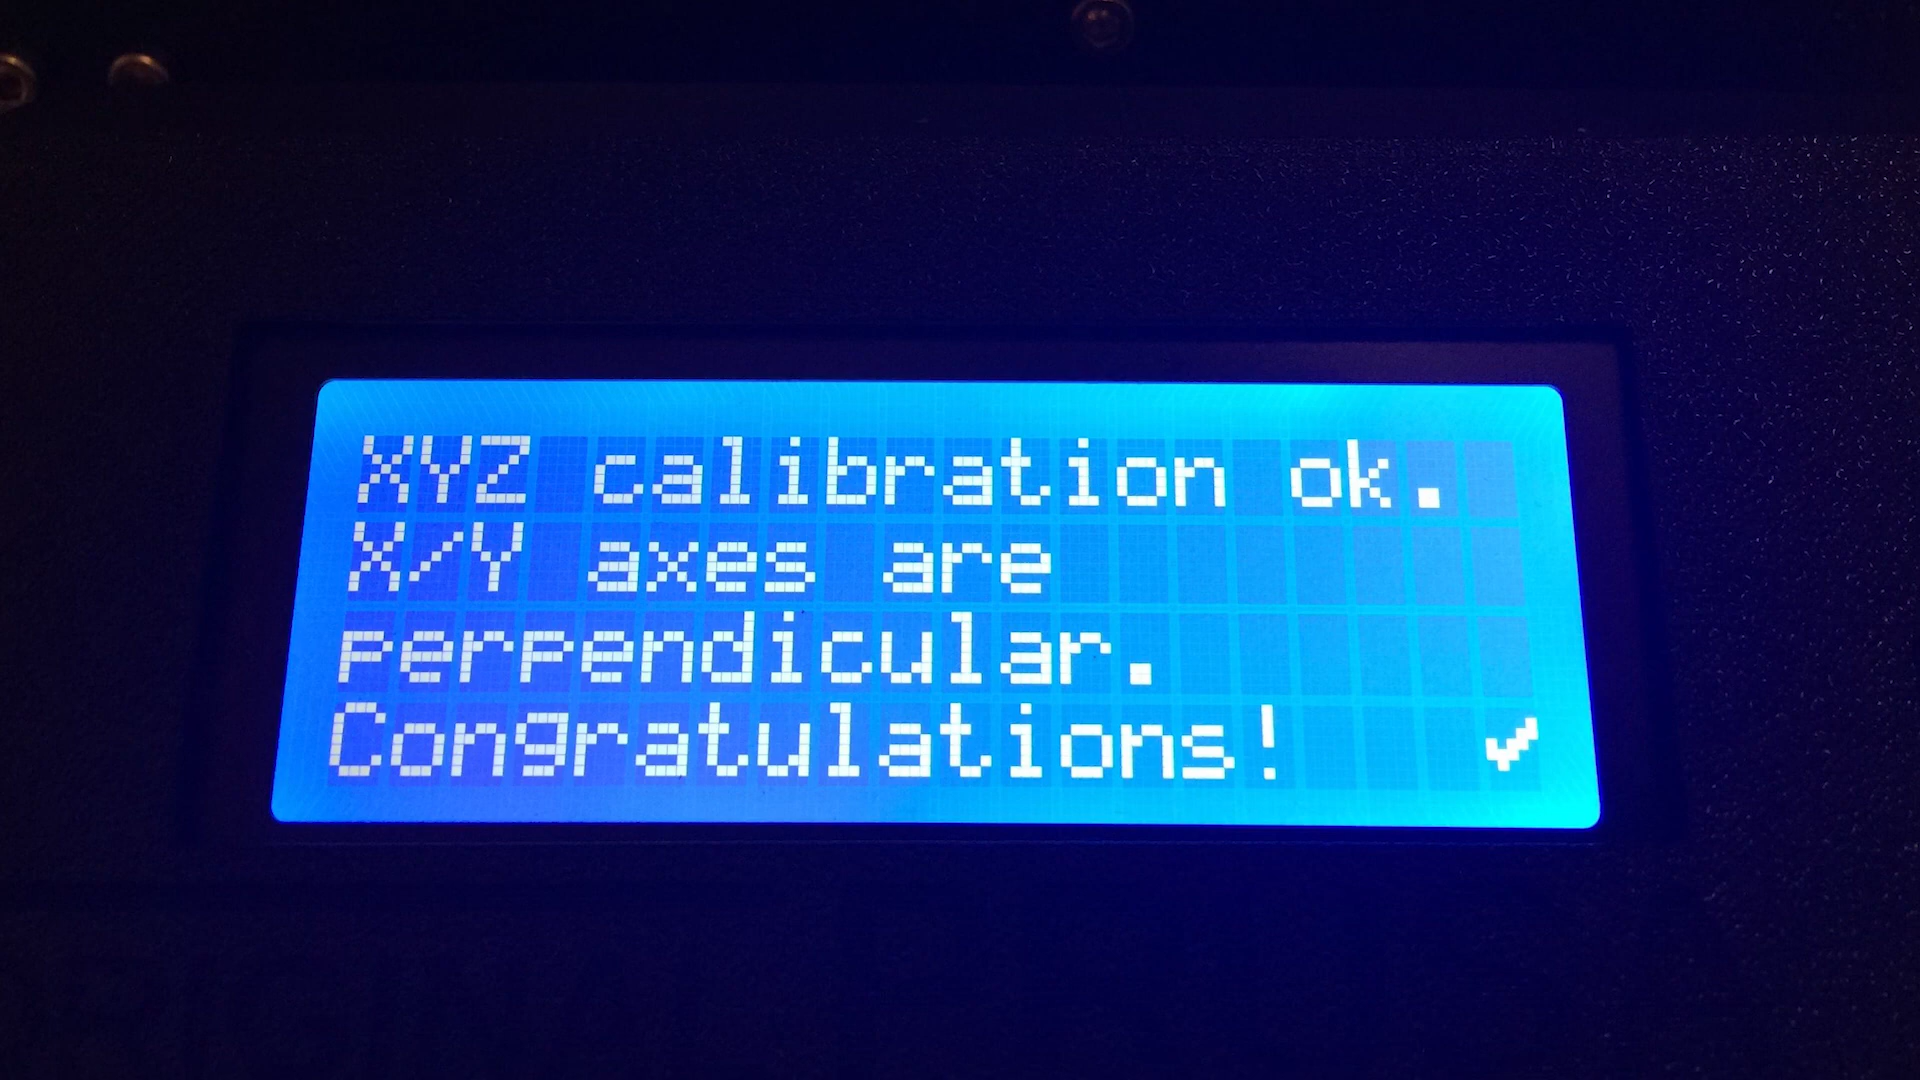 XYZ calibration ok.
X/Y axes are
perpendicular.
Congratulations! ✓